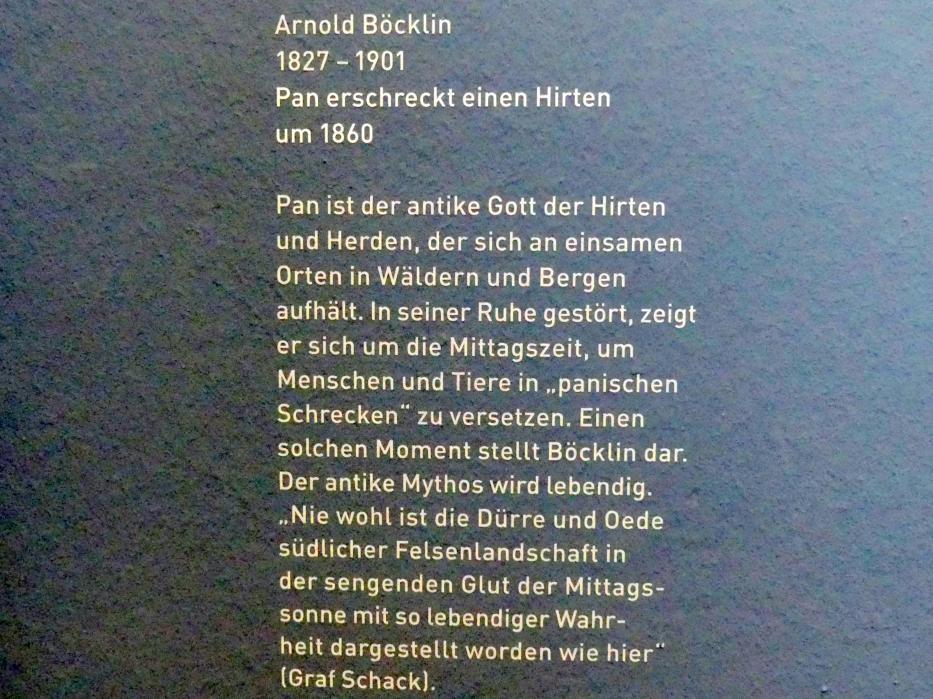 Arnold Böcklin
1827 – 1901
Pan erschreckt einen Hirten
um 1860
Pan ist der antike Gott der Hirten
und Herden, der sich an einsamen
Orten in Wäldern und Bergen
aufhält. In seiner Ruhe gestört, zeigt
er sich um die Mittagszeit, um
Menschen und Tiere in „panischen
Schrecken“ zu versetzen. Einen
solchen Moment stellt Böcklin dar.
Der antike Mythos wird lebendig.
„Nie wohl ist die Dürre und Oede
südlicher Felsenlandschaft in
der sengenden Glut der Mittags-
sonne mit so lebendiger Wahr-
heit dargestellt worden wie hier“
(Graf Schack).